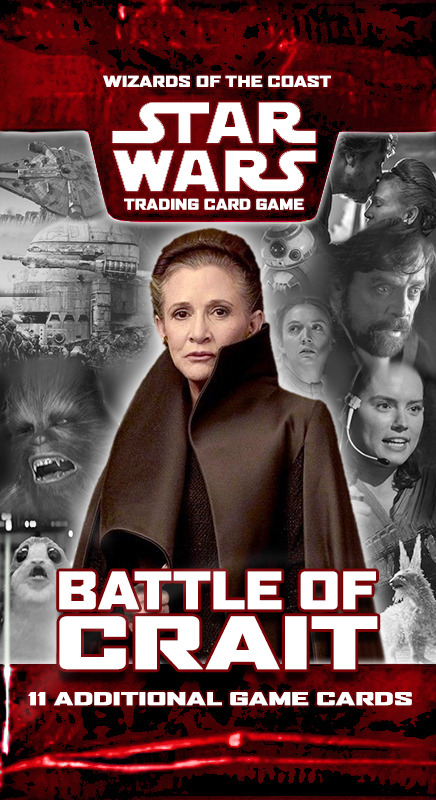 WIZARDS OF THE COAST
STAR
WARS
TRADING CARD GAME
BATTLE OF
CRAIT
11 ADDITIONAL GAME CARDS